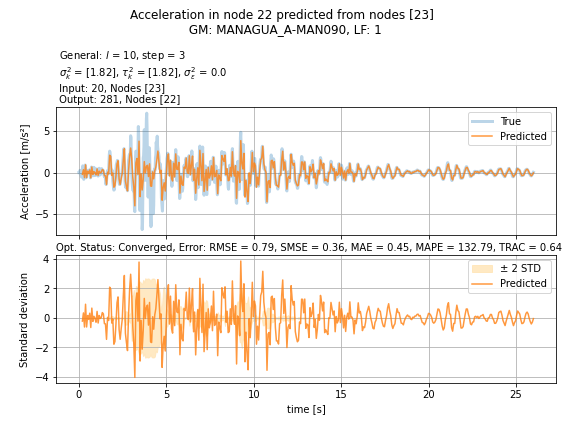 Acceleration in node 22 predicted from nodes [23]
GM: MANAGUA_A-MAN090, LF: 1
General: l = 10, step = 3
σ²ₖ = [1.82], τ²ₖ = [1.82], σ²ε = 0.0
Input: 20, Nodes [23]
Output: 281, Nodes [22]
Acceleration [m/s²]
5
0
−5
True
Predicted
Opt. Status: Converged, Error: RMSE = 0.79, SMSE = 0.36, MAE = 0.45, MAPE = 132.79, TRAC = 0.64
Standard deviation
4
2
0
−2
−4
± 2 STD
Predicted
0 5 10 15 20 25
time [s]